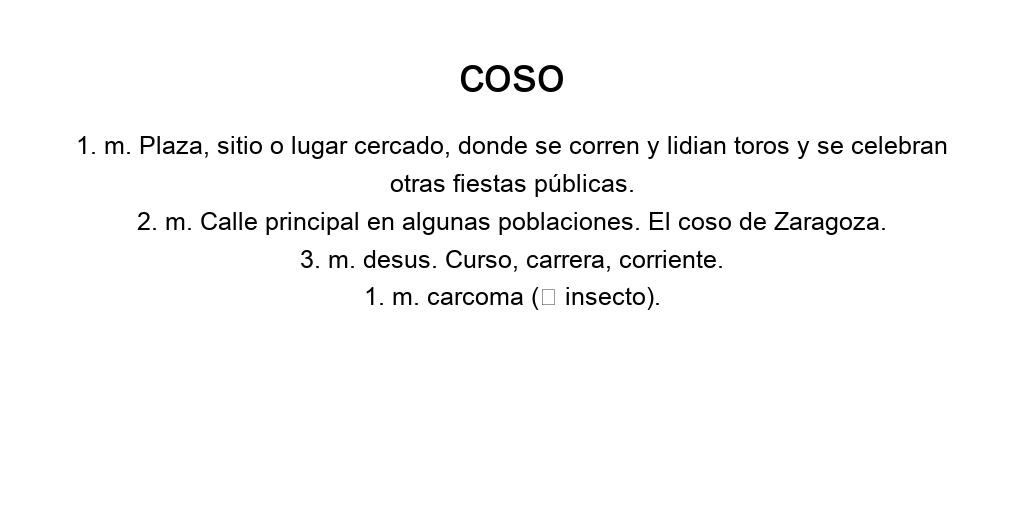 COSO
1. m. Plaza, sitio o lugar cercado, donde se corren y lidian toros y se celebran
otras fiestas públicas.
2. m. Calle principal en algunas poblaciones. El coso de Zaragoza.
3. m. desus. Curso, carrera, corriente.
1. m. carcoma (□ insecto).